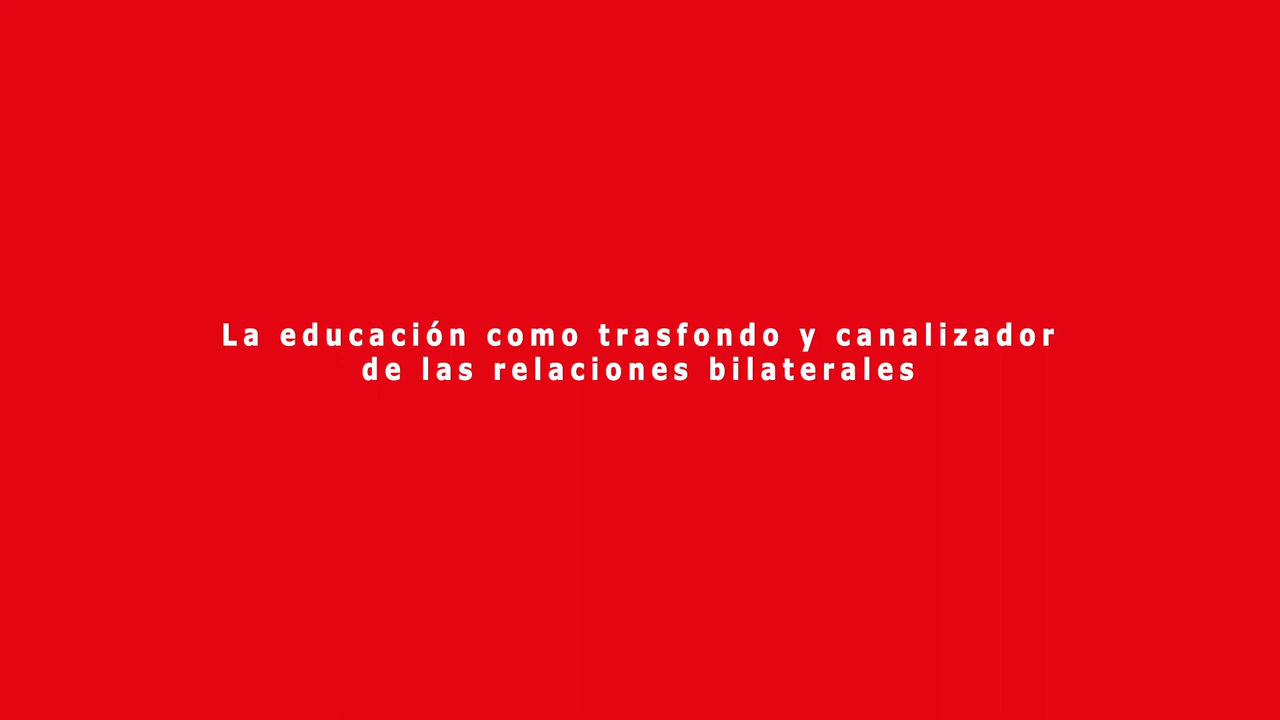 La educación como trasfondo y canalizador
de las relaciones bilaterales